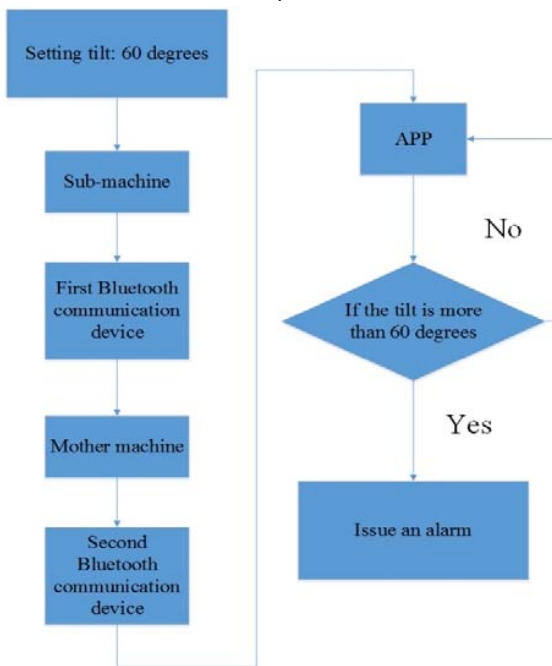 Setting tilt: 60 degrees
Sub-machine
First Bluetooth
communication
device
Mother machine
Second
Bluetooth
communication
device
APP
No
If the tilt is more
than 60 degrees
Yes
Issue an alarm